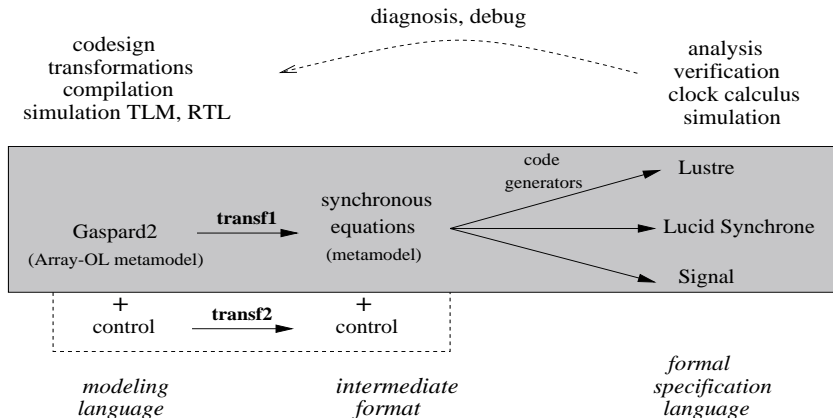 diagnosis, debug
codesign
transformations
compilation
simulation TLM, RTL
analysis
verification
clock calculus
simulation
code
generators
Lustre
synchronous
equations
(metamodel)
transf1
Gaspard2
(Array-OL metamodel)
Lucid Synchrone
Signal
+
control
transf2
+
control
modeling
language
intermediate
format
formal
specification
language